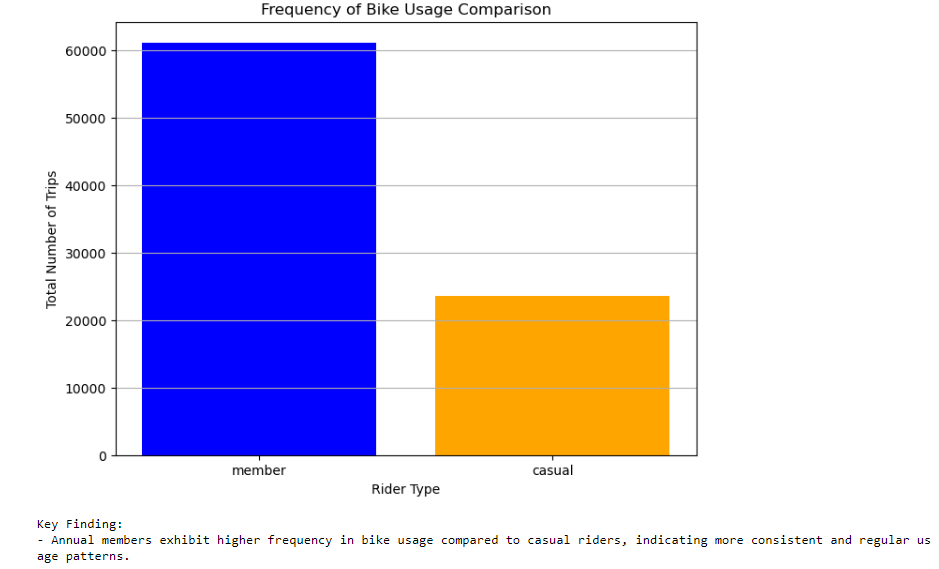 Frequency of Bike Usage Comparison
60000
50000
40000
30000
20000
10000
0
Total Number of Trips
member casual
Rider Type
Key Finding:
- Annual members exhibit higher frequency in bike usage compared to casual riders, indicating more consistent and regular us
age patterns.